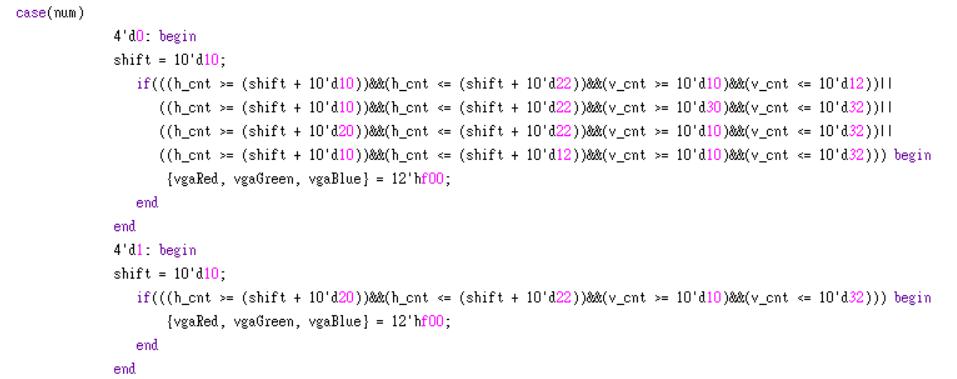 case(num)
4'd0: begin
shift = 10'd10;
if(((h_cnt >= (shift + 10'd10))&&(h_cnt <= (shift + 10'd22))&&(v_cnt >= 10'd10)&&(v_cnt <= 10'd12))||
((h_cnt >= (shift + 10'd10))&&(h_cnt <= (shift + 10'd22))&&(v_cnt >= 10'd30)&&(v_cnt <= 10'd32))||
((h_cnt >= (shift + 10'd20))&&(h_cnt <= (shift + 10'd22))&&(v_cnt >= 10'd10)&&(v_cnt <= 10'd32))||
((h_cnt >= (shift + 10'd10))&&(h_cnt <= (shift + 10'd12))&&(v_cnt >= 10'd10)&&(v_cnt <= 10'd32))) begin
{vgaRed, vgaGreen, vgaBlue} = 12'hf00;
end
end
4'd1: begin
shift = 10'd10;
if(((h_cnt >= (shift + 10'd20))&&(h_cnt <= (shift + 10'd22))&&(v_cnt >= 10'd10)&&(v_cnt <= 10'd32))) begin
{vgaRed, vgaGreen, vgaBlue} = 12'hf00;
end
end